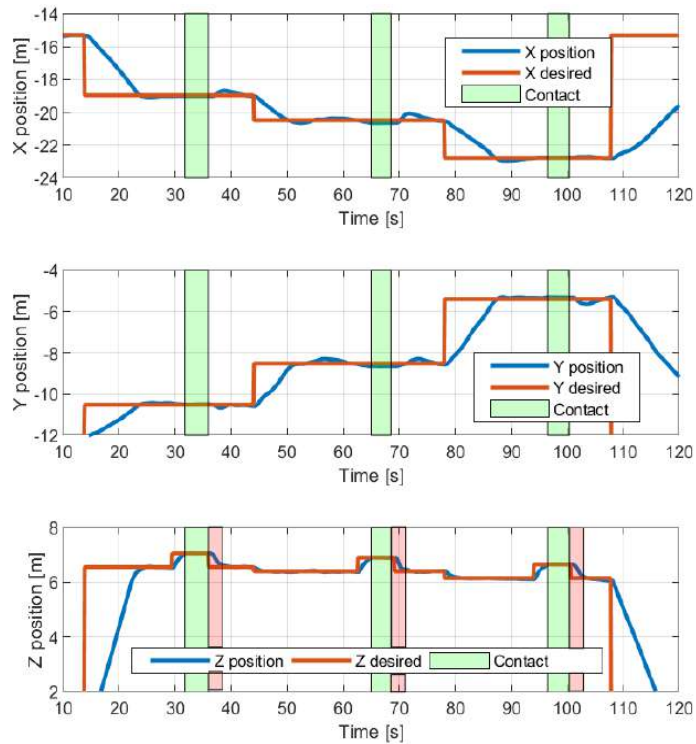 -14
-16
-18
-20
-22
-24
X position [m]
X position
X desired
Contact
10 20 30 40 50 60 70 80 90 100 110 120
Time [s]
-4
-6
-8
-10
-12
Y position [m]
Y position
Y desired
Contact
10 20 30 40 50 60 70 80 90 100 110 120
Time [s]
8
6
4
2
Z position [m]
Z position Z desired Contact
10 20 30 40 50 60 70 80 90 100 110 120
Time [s]